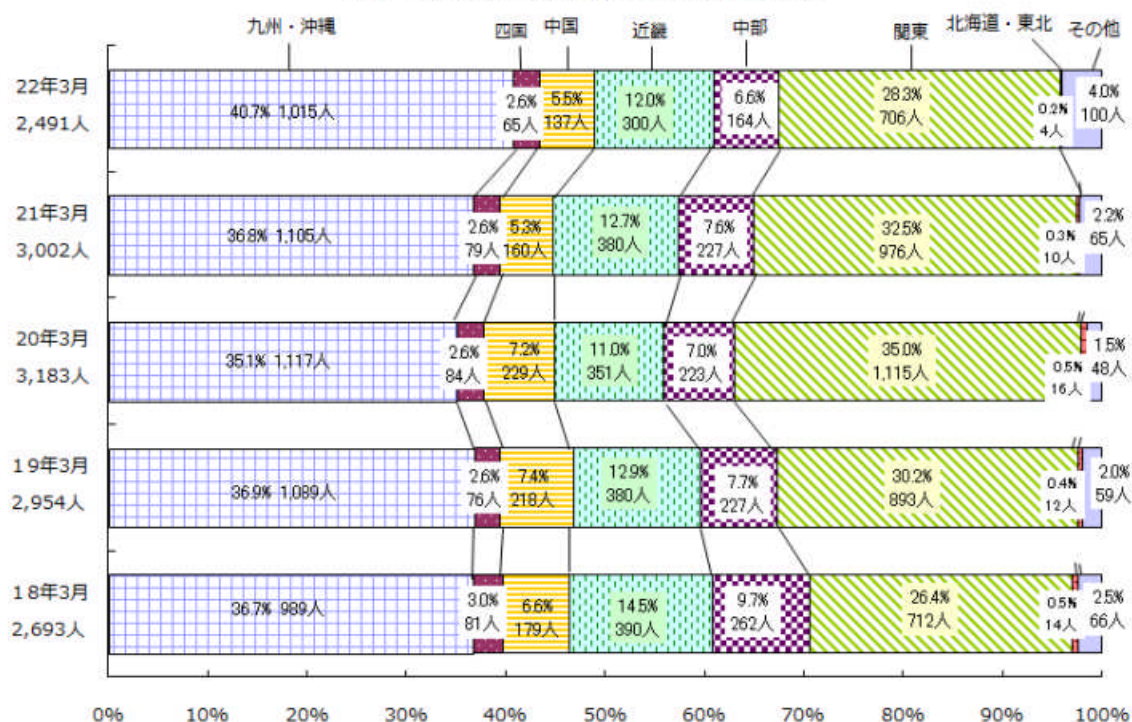 九州・沖縄 四国 中国 近畿 中部 関東 北海道・東北 その他
22年3月
2,491人
40.7% 1,015人
2.6%
65人
5.5%
137人
12.0%
300人
6.6%
164人
28.3%
706人
0.2%
4人
4.0%
100人
21年3月
3,002人
36.8% 1,105人
2.6%
79人
5.3%
160人
12.7%
380人
7.6%
227人
32.5%
976人
0.3%
10人
2.2%
65人
20年3月
3,183人
35.1% 1,117人
2.6%
84人
7.2%
229人
11.0%
351人
7.0%
223人
35.0%
1,115人
0.5%
16人
1.5%
48人
19年3月
2,954人
36.9% 1,089人
2.6%
76人
7.4%
218人
12.9%
380人
7.7%
227人
30.2%
893人
0.4%
12人
2.0%
59人
18年3月
2,693人
36.7% 989人
3.0%
81人
6.6%
179人
14.5%
390人
9.7%
262人
26.4%
712人
0.5%
14人
2.5%
66人
0% 10% 20% 30% 40% 50% 60% 70% 80% 90% 100%